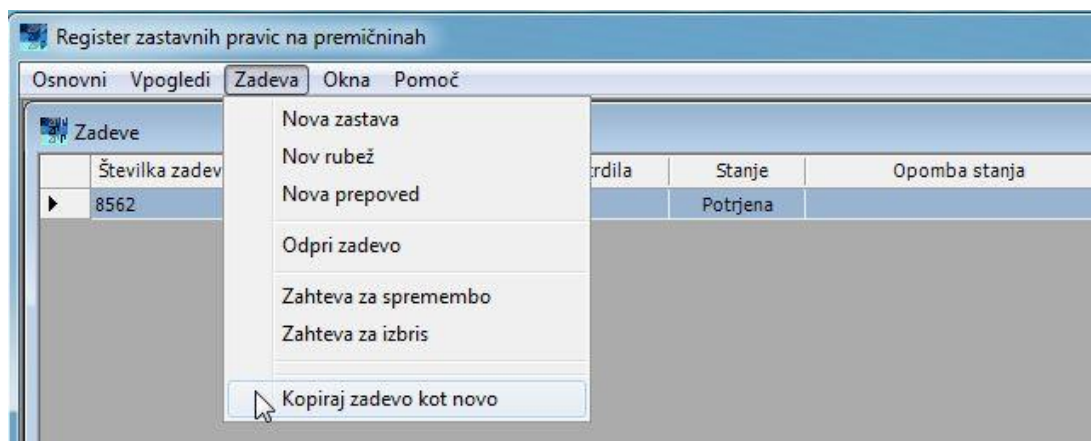 Register zastavnih pravic na premičninah
Osnovni Vpogledi Zadeva Okna Pomoč
Zadeve
Številka zadev rdila Stanje Opomba stanja
8562 Potrjena
Nova zastava
Nov rubež
Nova prepoved
Odpri zadevo
Zahteva za spremembo
Zahteva za izbris
Kopiraj zadevo kot novo